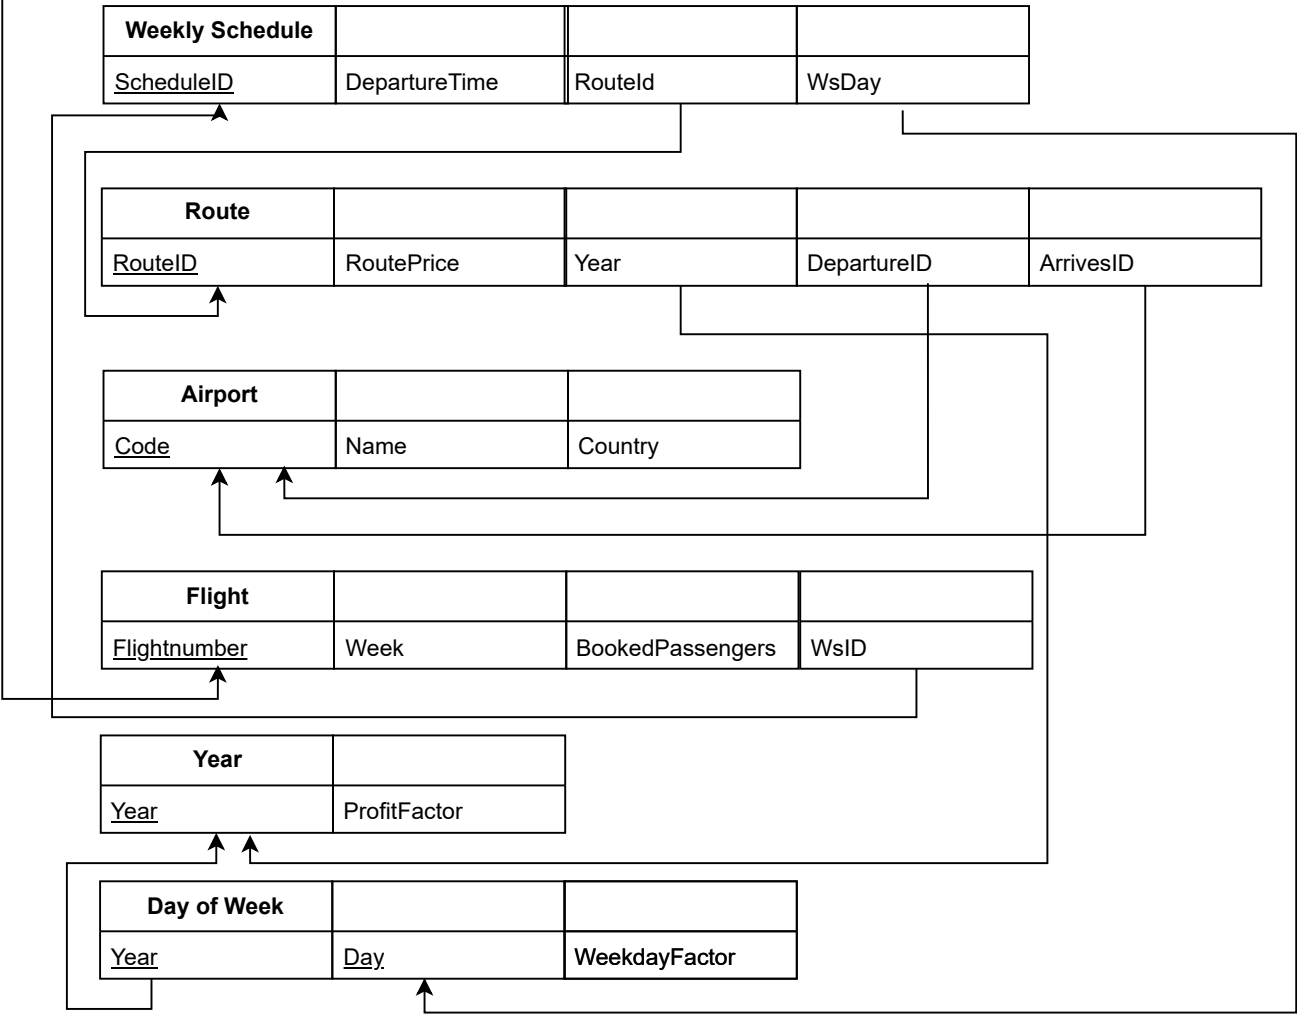 Weekly Schedule
ScheduleID DepartureTime RouteId WsDay
Route
RouteID RoutePrice Year DepartureID ArrivesID
Airport
Code Name Country
Flight
Flightnumber Week BookedPassengers WsID
Year
Year ProfitFactor
Day of Week
Year Day WeekdayFactor